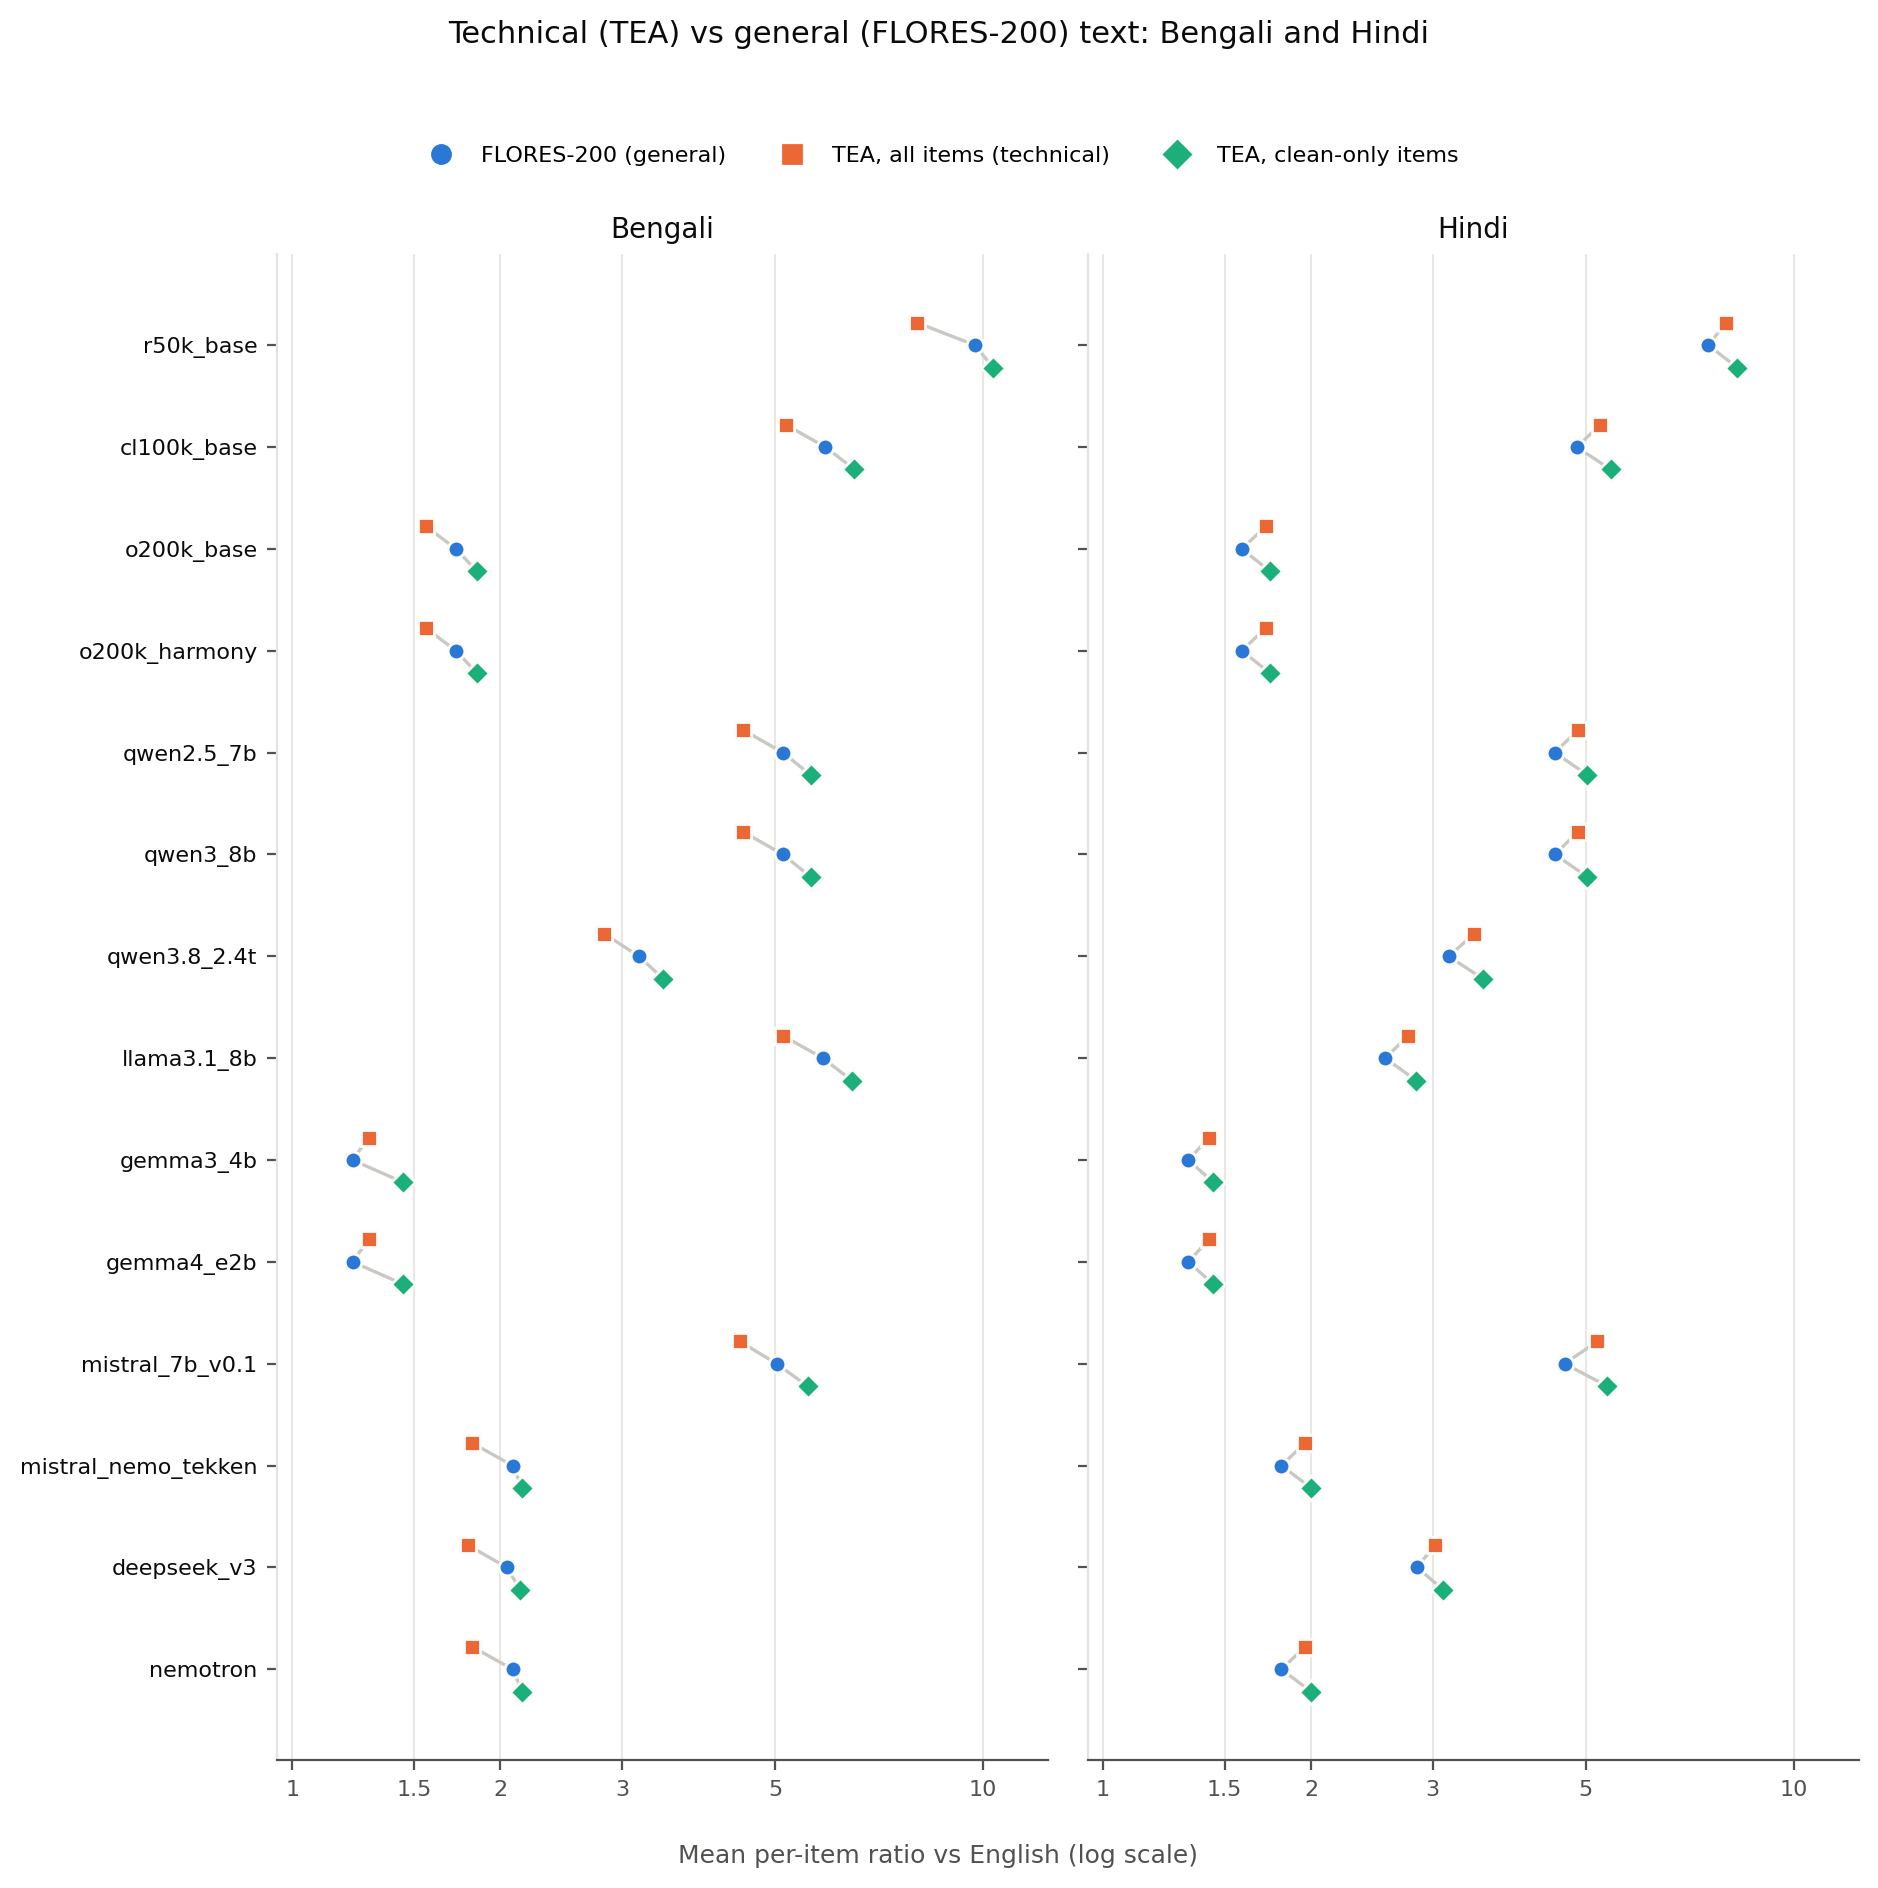 Technical (TEA) vs general (FLORES-200) text: Bengali and Hindi
FLORES-200 (general)
TEA, all items (technical)
TEA, clean-only items
Bengali
Hindi
r50k_base
cl100k_base
o200k_base
o200k_harmony
qwen2.5_7b
qwen3_8b
qwen3.8_2.4t
llama3.1_8b
gemma3_4b
gemma4_e2b
mistral_7b_v0.1
mistral_nemo_tekken
deepseek_v3
nemotron
1 1.5 2 3 5 10
1 1.5 2 3 5 10
Mean per-item ratio vs English (log scale)